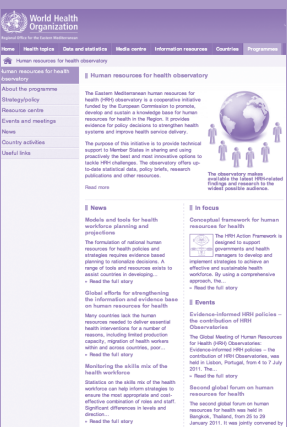 World Health
Organization
Regional Office for the Eastern Mediterranean
Home Health topics Data and statistics Media centre Information resources Countries Programmes
Human resources for health observatory
human resources for health
observatory
About the programme
Strategy/policy
Resource centre
Events and meetings
News
Country activities
Useful links
Human resources for health observatory
The Eastern Mediterranean human resources for
health (HRH) observatory is a cooperative initiative
funded by the European Commission to promote,
develop and sustain a knowledge base for human
resources for health in the Region. It provides
evidence for policy decisions to strengthen health
systems and improve health service delivery.
The purpose of this initiative is to provide technical
support to Member States in sharing and using
proactively the best and most innovative options to
tackle HRH challenges. The observatory offers up-
to-date statistical data, policy briefs, research
publications and other resources.
Read more
The observatory makes
available the latest HRH-related
findings and research to the
widest possible audience.
News
Models and tools for health
workforce planning and
projections
The formulation of national human
resources for health policies and
strategies requires evidence based
planning to rationalize decisions. A
range of tools and resources exists to
assist countries in developing...
» Read the full story
Global efforts for strengthening
the information and evidence base
on human resources for health
Many countries lack the human
resources needed to deliver essential
health interventions for a number of
reasons, including limited production
capacity, migration of health workers
within and across countries, poor...
» Read the full story
Monitoring the skills mix of the
health workforce
Statistics on the skills mix of the health
workforce can help inform strategies to
ensure the most appropriate and cost-
effective combination of roles and staff.
Significant differences in levels and
direction...
» Read the full story
In focus
Conceptual framework for human
resources for health
The HRH Action Framework is
designed to support
governments and health
managers to develop and
implement strategies to achieve an
effective and sustainable health
workforce. By using a comprehensive
approach, the...
» Read the full story
Events
Evidence-informed HRH policies –
the contribution of HRH
Observatories
The Global Meeting of Human Resources
for Health (HRH) Observatories:
Evidence-informed HRH policies – the
contribution of HRH Observatories, was
held in Lisbon, Portugal, from 4 to 7
July 2011. The...
» Read the full story
Second global forum on human
resources for health
The Second global forum on human
resources for health was held in
Bangkok, Thailand, from 25 to 29
January 2011. It was jointly convened by